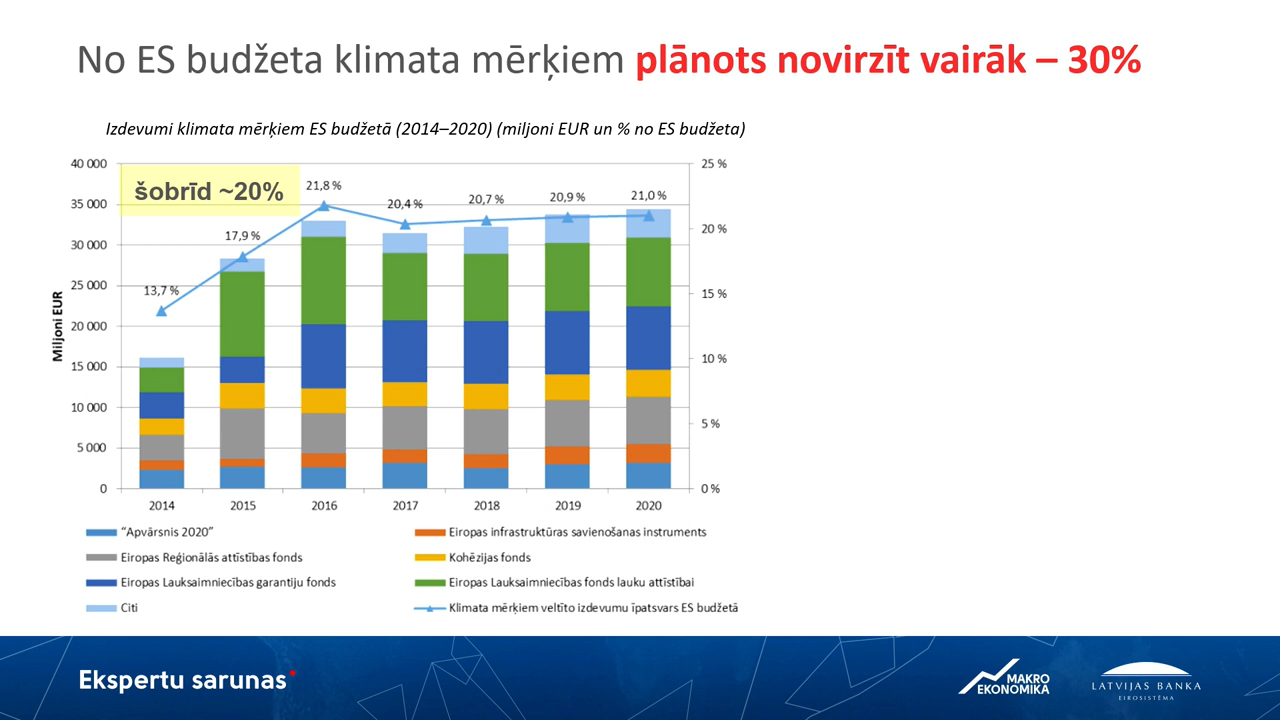 No ES budžeta klimata mērķiem plānots novirzīt vairāk – 30%
Izdevumi klimata mērķiem ES budžetā (2014–2020) (miljoni EUR un % no ES budžeta)
šobrīd ~20%
Miljoni EUR
40 000
35 000
30 000
25 000
20 000
15 000
10 000
5 000
0
13,7 %
17,9 %
21,8 %
20,4 %
20,7 %
20,9 %
21,0 %
25 %
20 %
15 %
10 %
5 %
0 %
2014 2015 2016 2017 2018 2019 2020
“Apvārsnis 2020” Eiropas infrastruktūras savienošanas instruments
Eiropas Reģionālās attīstības fonds Kohēzijas fonds
Eiropas Lauksaimniecības garantiju fonds Eiropas Lauksaimniecības fonds lauku attīstībai
Citi Klimata mērķiem veltīto izdevumu īpatsvars ES budžetā
Ekspertu sarunas
MAKRO
EKONOMIKA
LATVIJAS BANKA
EIROSISTĒMA